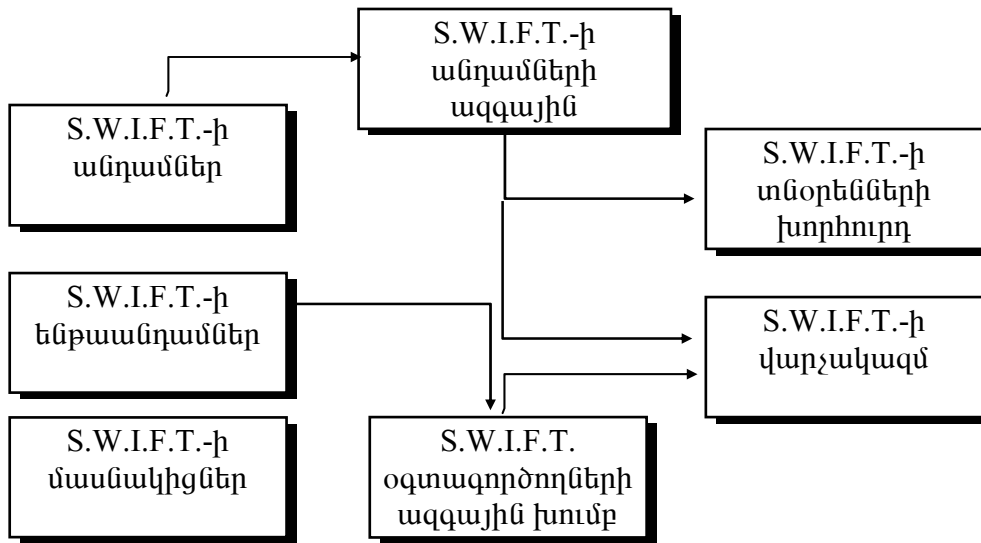 S.W.I.F.T.-ի
անդամների
ազգային
S.W.I.F.T.-ի
անդամներ
S.W.I.F.T.-ի
տնօրենների
խորհուրդ
S.W.I.F.T.-ի
ենթաանդամներ
S.W.I.F.T.-ի
վարչակազմ
S.W.I.F.T.-ի
մասնակիցներ
S.W.I.F.T.
օգտագործողների
ազգային խումբ